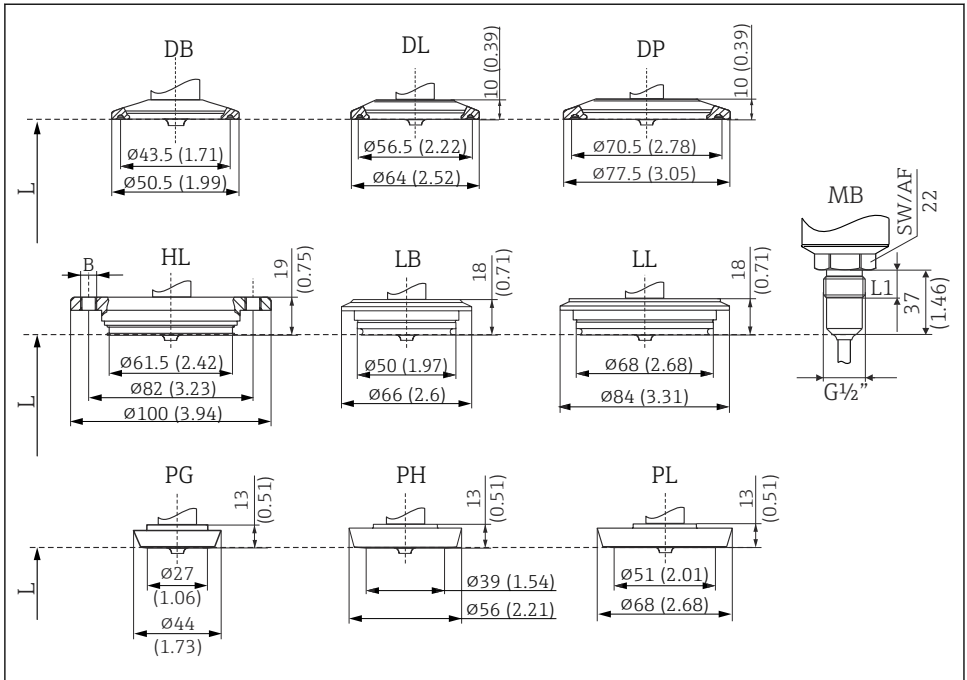 DB
DL
DP
10 (0.39)
10 (0.39)
ø43.5 (1.71)
ø50.5 (1.99)
ø56.5 (2.22)
ø64 (2.52)
ø70.5 (2.78)
ø77.5 (3.05)
L
MB
SW/AF
22
L1
37
(1.46)
G½"
HL
LB
LL
B
19
(0.75)
18
(0.71)
18
(0.71)
ø61.5 (2.42)
ø82 (3.23)
ø100 (3.94)
ø50 (1.97)
ø66 (2.6)
ø68 (2.68)
ø84 (3.31)
L
PG
PH
PL
13
(0.51)
13
(0.51)
13
(0.51)
ø27
(1.06)
ø44
(1.73)
ø39 (1.54)
ø56 (2.21)
ø51 (2.01)
ø68 (2.68)
L